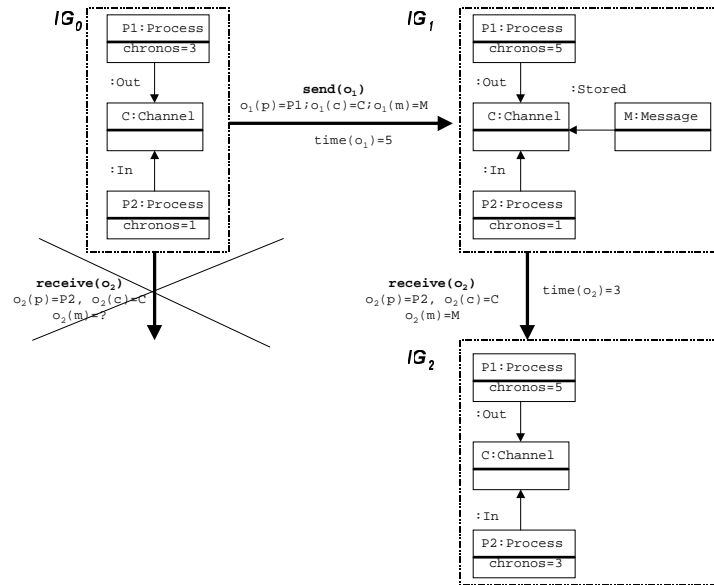 IG0
P1:Process
chronos=3
:Out
C:Channel
:In
P2:Process
chronos=1
send(o1)
o1(p)=P1;o1(c)=C;o1(m)=M
time(o1)=5
IG1
P1:Process
chronos=5
:Out
:Stored
C:Channel
M:Message
:In
P2:Process
chronos=1
receive(o2)
o2(p)=P2, o2(c)=C
o2(m)=?
receive(o2)
o2(p)=P2, o2(c)=C
o2(m)=M
time(o2)=3
IG2
P1:Process
chronos=5
:Out
C:Channel
:In
P2:Process
chronos=3